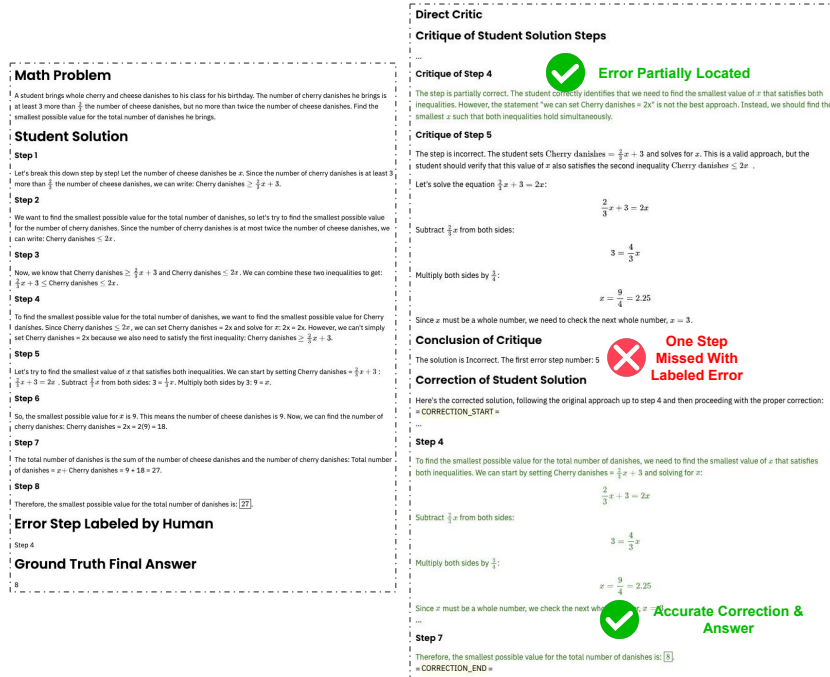 Math Problem
A student brings whole cherry and cheese danishes to his class for his birthday. The number of cherry danishes he brings is
at least 3 more than 2/3 the number of cheese danishes, but no more than twice the number of cheese danishes. Find the
smallest possible value for the total number of danishes he brings.
Student Solution
Step 1
Let's break this down step by step! Let the number of cheese danishes be x. Since the number of cherry danishes is at least 3
more than 2/3 the number of cheese danishes, we can write: Cherry danishes ≥ 2/3 x + 3.
Step 2
We want to find the smallest possible value for the total number of danishes, so let's try to find the smallest possible value
for the number of cherry danishes. Since the number of cherry danishes is at most twice the number of cheese danishes, we
can write: Cherry danishes ≤ 2x.
Step 3
Now, we know that Cherry danishes ≥ 2/3 x + 3 and Cherry danishes ≤ 2x. We can combine these two inequalities to get:
2/3 x + 3 ≤ Cherry danishes ≤ 2x.
Step 4
To find the smallest possible value for the total number of danishes, we want to find the smallest possible value for Cherry
danishes. Since Cherry danishes ≤ 2x, we can set Cherry danishes = 2x and solve for x: 2x = 2x. However, we can't simply
set Cherry danishes = 2x because we also need to satisfy the first inequality: Cherry danishes ≥ 2/3 x + 3.
Step 5
Let's try to find the smallest value of x that satisfies both inequalities. We can start by setting Cherry danishes = 2/3 x + 3 :
2/3 x + 3 = 2x . Subtract 2/3 x from both sides: 3 = 1/3 x. Multiply both sides by 3: 9 = x.
Step 6
So, the smallest possible value for x is 9. This means the number of cheese danishes is 9. Now, we can find the number of
cherry danishes: Cherry danishes = 2x = 2(9) = 18.
Step 7
The total number of danishes is the sum of the number of cheese danishes and the number of cherry danishes: Total number
of danishes = x+ Cherry danishes = 9 + 18 = 27.
Step 8
Therefore, the smallest possible value for the total number of danishes is: 27.
Error Step Labeled by Human
Step 4
Ground Truth Final Answer
8
Direct Critic
Critique of Student Solution Steps
...
Critique of Step 4
Error Partially Located
The step is partially correct. The student correctly identifies that we need to find the smallest value of x that satisfies both
inequalities. However, the statement "we can set Cherry danishes = 2x" is not the best approach. Instead, we should find the
smallest x such that both inequalities hold simultaneously.
Critique of Step 5
The step is incorrect. The student sets Cherry danishes = 2/3 x + 3 and solves for x. This is a valid approach, but the
student should verify that this value of x also satisfies the second inequality Cherry danishes ≤ 2x .
Let's solve the equation 2/3 x + 3 = 2x:
2/3 x + 3 = 2x
Subtract 2/3 x from both sides:
3 = 4/3 x
Multiply both sides by 3/4 :
x = 9/4 = 2.25
Since x must be a whole number, we need to check the next whole number, x = 3.
Conclusion of Critique
The solution is Incorrect. The first error step number: 5
One Step
Missed With
Labeled Error
Correction of Student Solution
Here's the corrected solution, following the original approach up to step 4 and then proceeding with the proper correction:
= CORRECTION_START =
...
Step 4
To find the smallest possible value for the total number of danishes, we need to find the smallest value of x that satisfies
both inequalities. We can start by setting Cherry danishes = 2/3 x + 3 and solving for x:
2/3 x + 3 = 2x
Subtract 2/3 x from both sides:
3 = 4/3 x
Multiply both sides by 3/4 :
x = 9/4 = 2.25
Since x must be a whole number, we check the next
...
Accurate Correction &
Answer
Step 7
Therefore, the smallest possible value for the total number of danishes is: 8.
= CORRECTION_END =